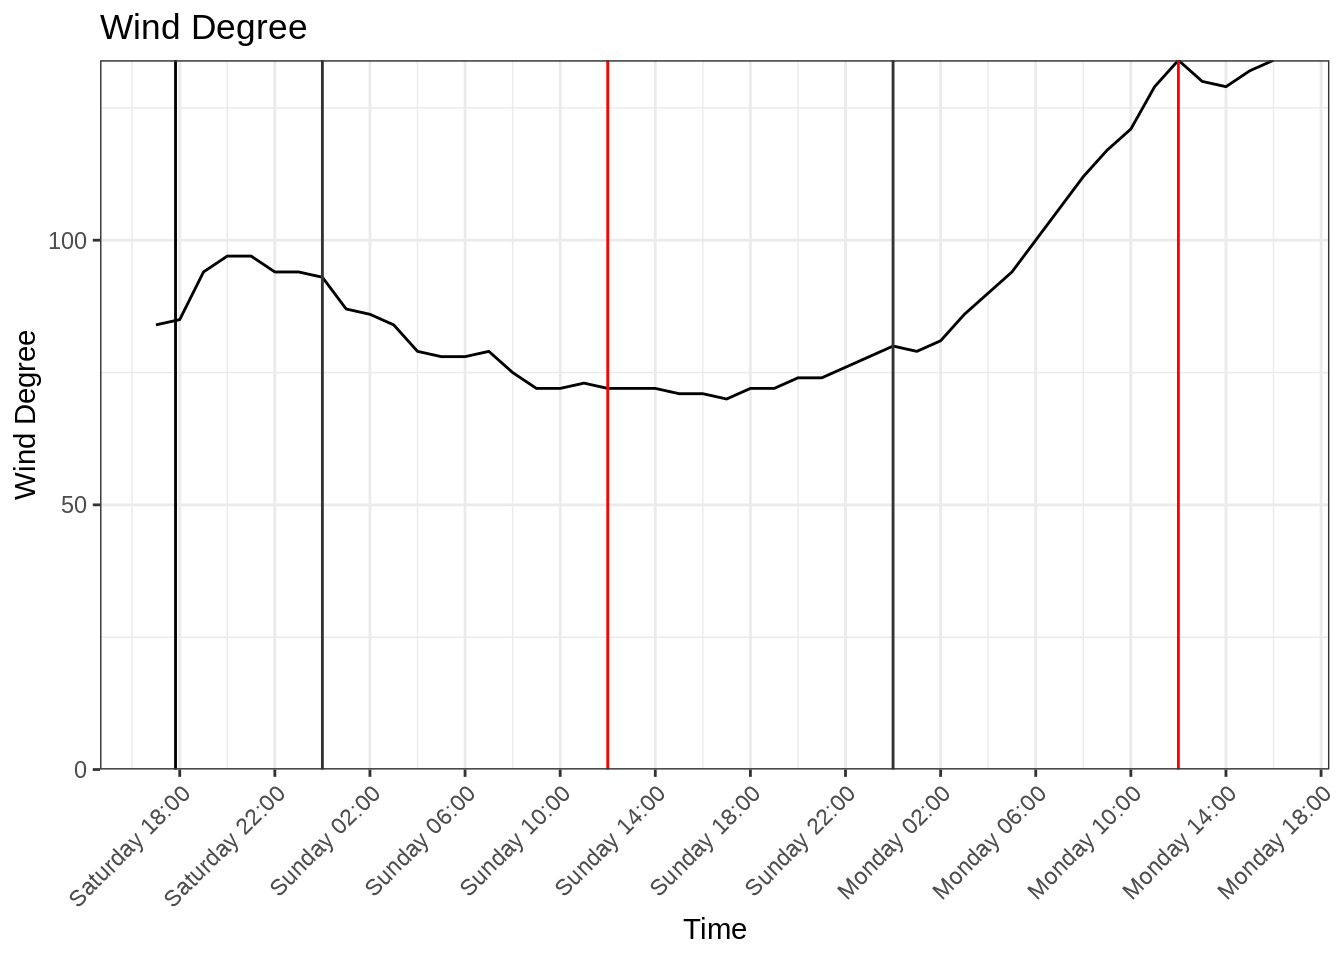 Wind Degree
Wind Degree
100
50
0
Saturday 18:00
Saturday 22:00
Sunday 02:00
Sunday 06:00
Sunday 10:00
Sunday 14:00
Sunday 18:00
Sunday 22:00
Monday 02:00
Monday 06:00
Monday 10:00
Monday 14:00
Monday 18:00
Time